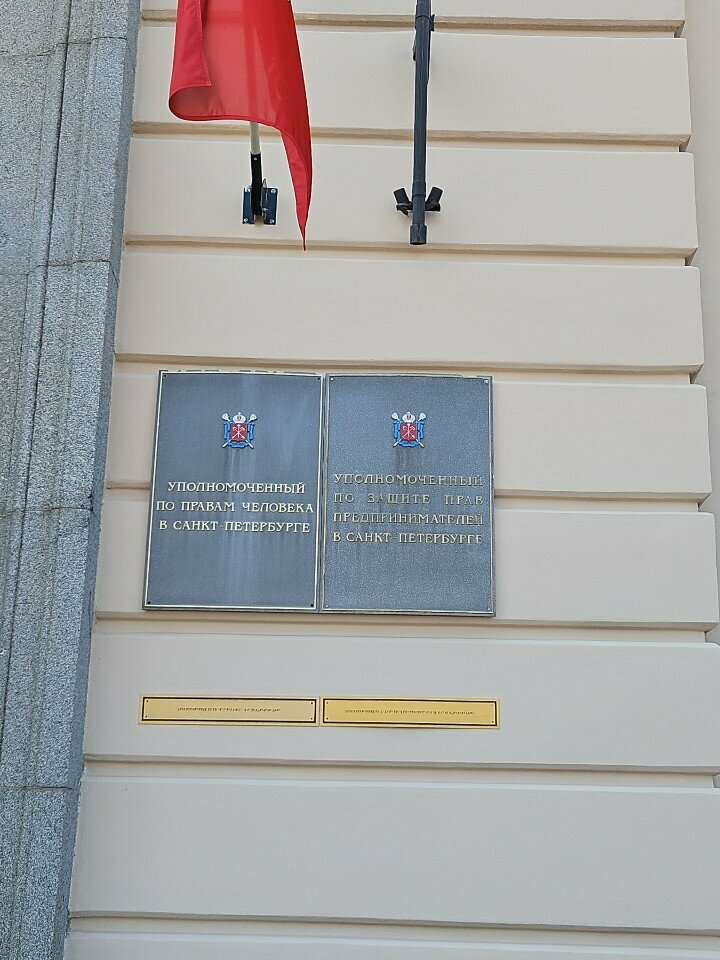 УПОЛНОМОЧЕННЫЙ
ПО ПРАВАМ ЧЕЛОВЕКА
В САНКТ-ПЕТЕРБУРГЕ
УПОЛНОМОЧЕННЫЙ
ПО ЗАЩИТЕ ПРАВ
ПРЕДПРИНИМАТЕЛЕЙ
В САНКТ-ПЕТЕРБУРГЕ